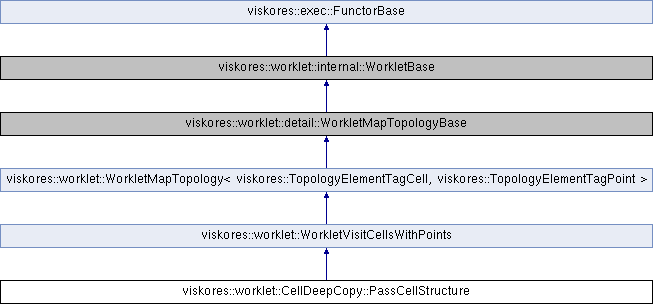 viskores::exec::FunctorBase
viskores::worklet::internal::WorkletBase
viskores::worklet::detail::WorkletMapTopologyBase
viskores::worklet::WorkletMapTopology< viskores::TopologyElementTagCell, viskores::TopologyElementTagPoint >
viskores::worklet::WorkletVisitCellsWithPoints
viskores::worklet::CellDeepCopy::PassCellStructure